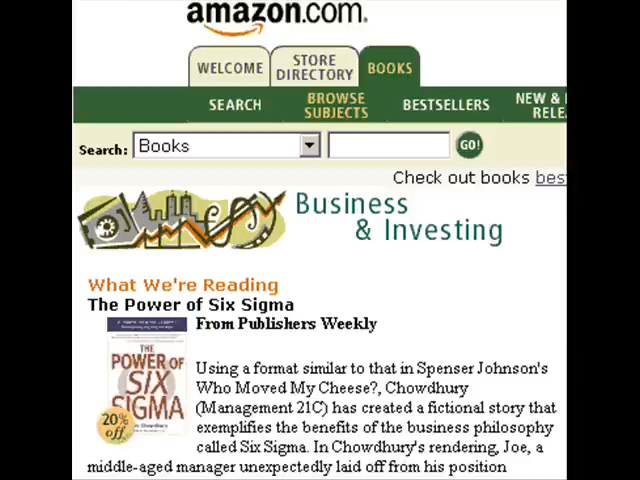 amazon.com.
WELCOME
STORE DIRECTORY
BOOKS
SEARCH
BROWSE SUBJECTS
BESTSELLERS
NEW &
RELE
Search: Books GO!
Check out books bes
Business
& Investing
What We're Reading
The Power of Six Sigma
From Publishers Weekly
THE
POWER OF
SIX
SIGMA
20%
off
Using a format similar to that in Spenser Johnson's
Who Moved My Cheese?, Chowdhury
(Management 21C) has created a fictional story that
exemplifies the benefits of the business philosophy
called Six Sigma. In Chowdhury's rendering, Joe, a
middle-aged manager unexpectedly laid off from his position